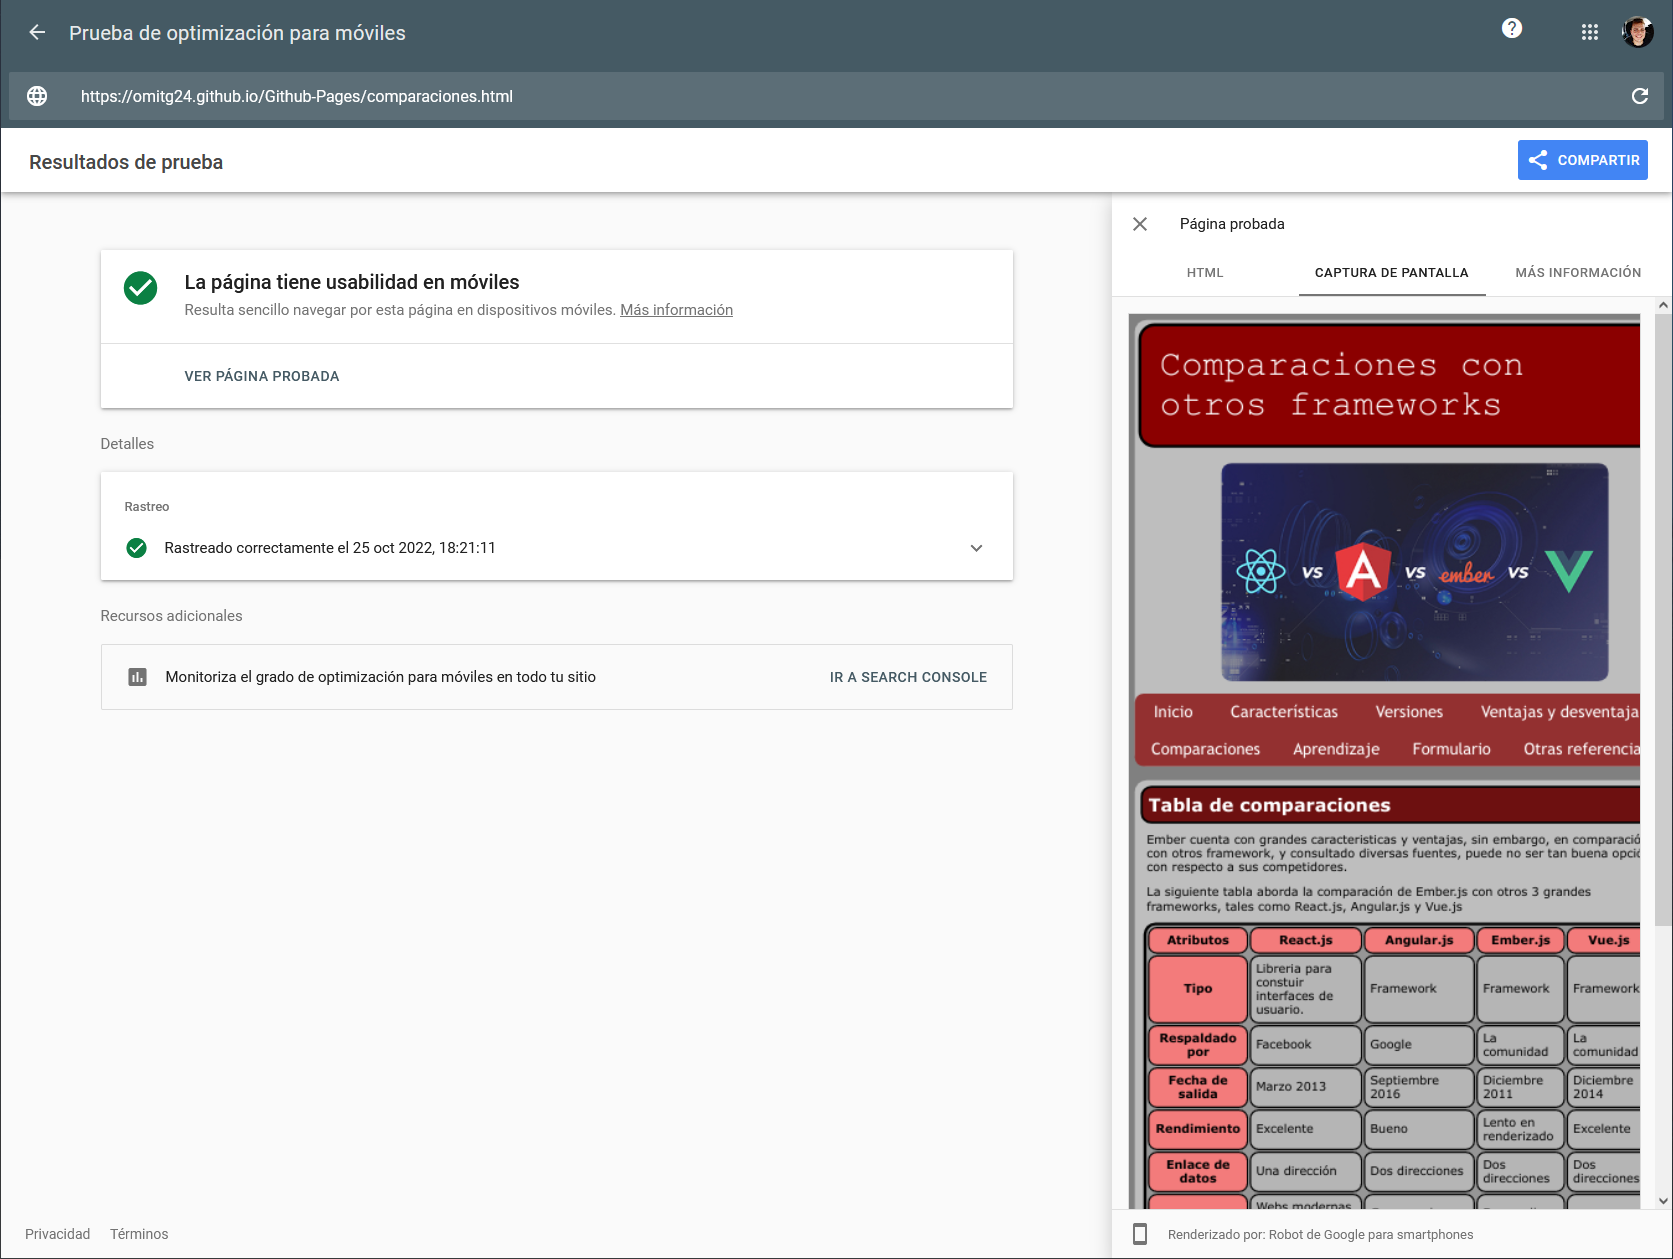 Prueba de optimización para móviles
https://omitg24.github.io/Github-Pages/comparaciones.html
Resultados de prueba
COMPARTIR
La página tiene usabilidad en móviles
Resulta sencillo navegar por esta página en dispositivos móviles. Más información
VER PÁGINA PROBADA
Detalles
Rastreo
Rastreado correctamente el 25 oct 2022, 18:21:11
Recursos adicionales
Monitoriza el grado de optimización para móviles en todo tu sitio
IR A SEARCH CONSOLE
Privacidad Términos
Página probada
HTML CAPTURA DE PANTALLA MÁS INFORMACIÓN
Comparaciones con
otros frameworks
vs A vs ember vs
Inicio Características Versiones Ventajas y desventaja
Comparaciones Aprendizaje Formulario Otras referencia
Tabla de comparaciones
Ember cuenta con grandes caracteristicas y ventajas, sin embargo, en comparació
con otros framework, y consultado diversas fuentes, puede no ser tan buena opció
con respecto a sus competidores.
La siguiente tabla aborda la comparación de Ember.js con otros 3 grandes
frameworks, tales como React.js, Angular.js y Vue.js
Atributos React.js Angular.js Ember.js Vue.js
Tipo
Libreria para
constuir
interfaces de
usuario.
Framework
Framework
Framework
Respaldado
por
Facebook
Google
La
comunidad
La
comunidad
Fecha de
salida
Marzo 2013
Septiembre
2016
Diciembre
2011
Diciembre
2014
Rendimiento
Excelente
Bueno
Lento en
renderizado
Excelente
Enlace de
datos
Una dirección
Dos direcciones
Dos
direcciones
Dos
direcciones
Webs modernas
Renderizado por: Robot de Google para smartphones